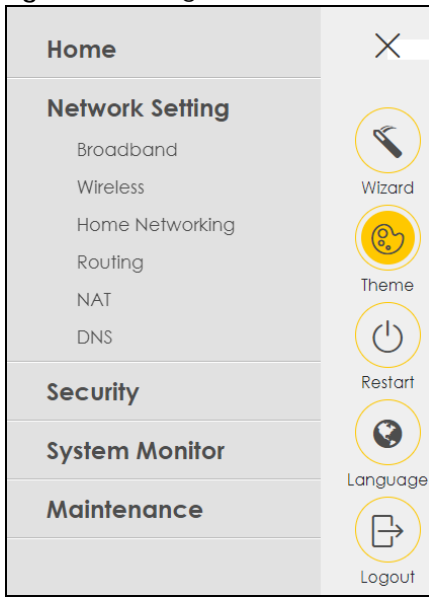 Home
Network Setting
Broadband
Wireless
Home Networking
Routing
NAT
DNS
Security
System Monitor
Maintenance
Wizard
Theme
Restart
Language
Logout